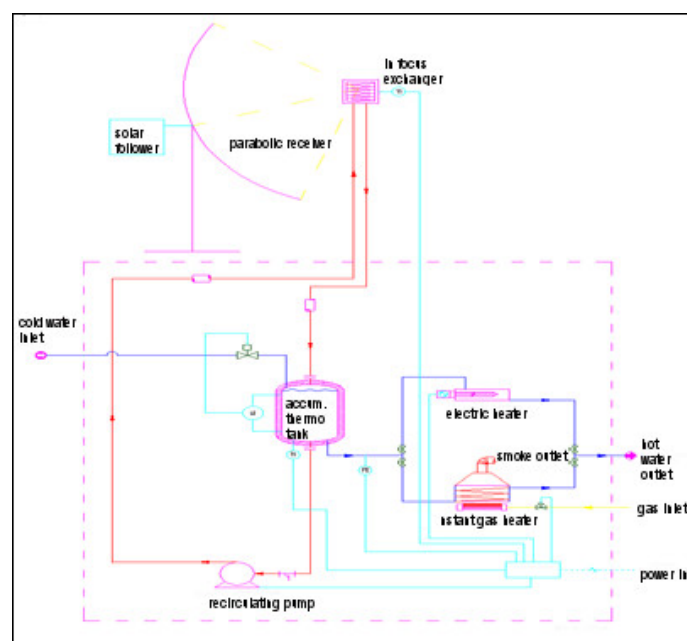 In focus
exchanger
solar
follower
parabolic receiver
cold water
inlet
accum.
thermo
tank
electric heater
smoke outlet
hot
water
outlet
instant gas heater
gas inlet
power in
recirculating pump